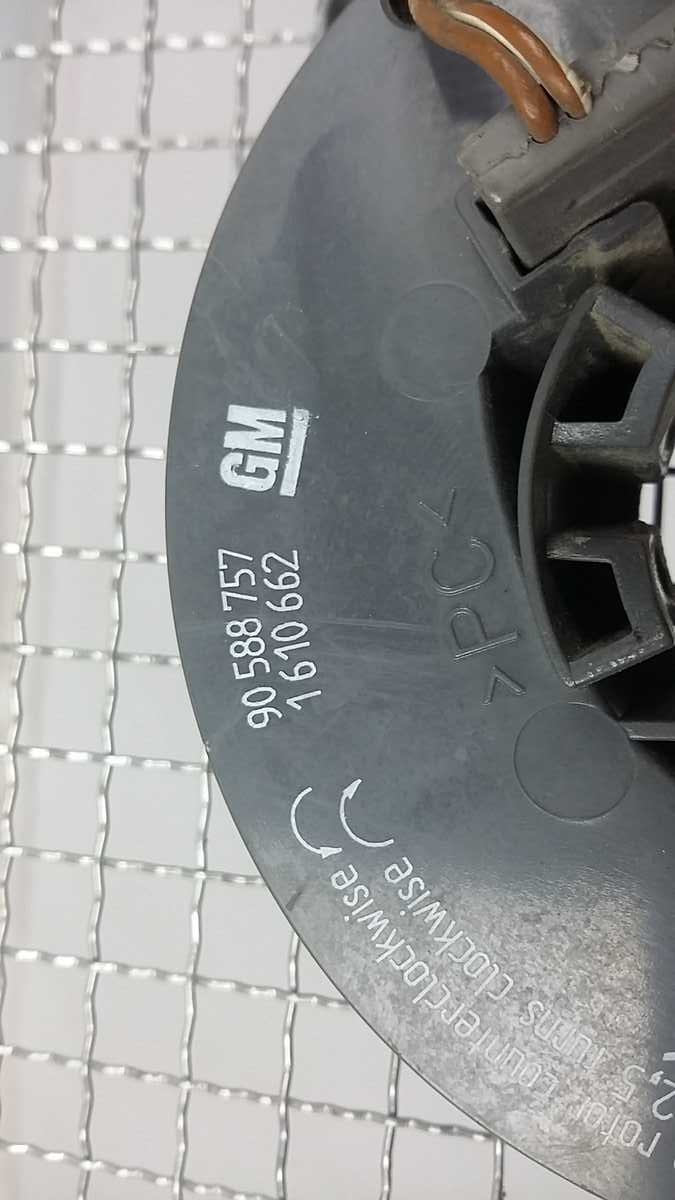 GM
90 588 757
1 610 662
>PC<
rotor counterclockwise
2,5 turns clockwise